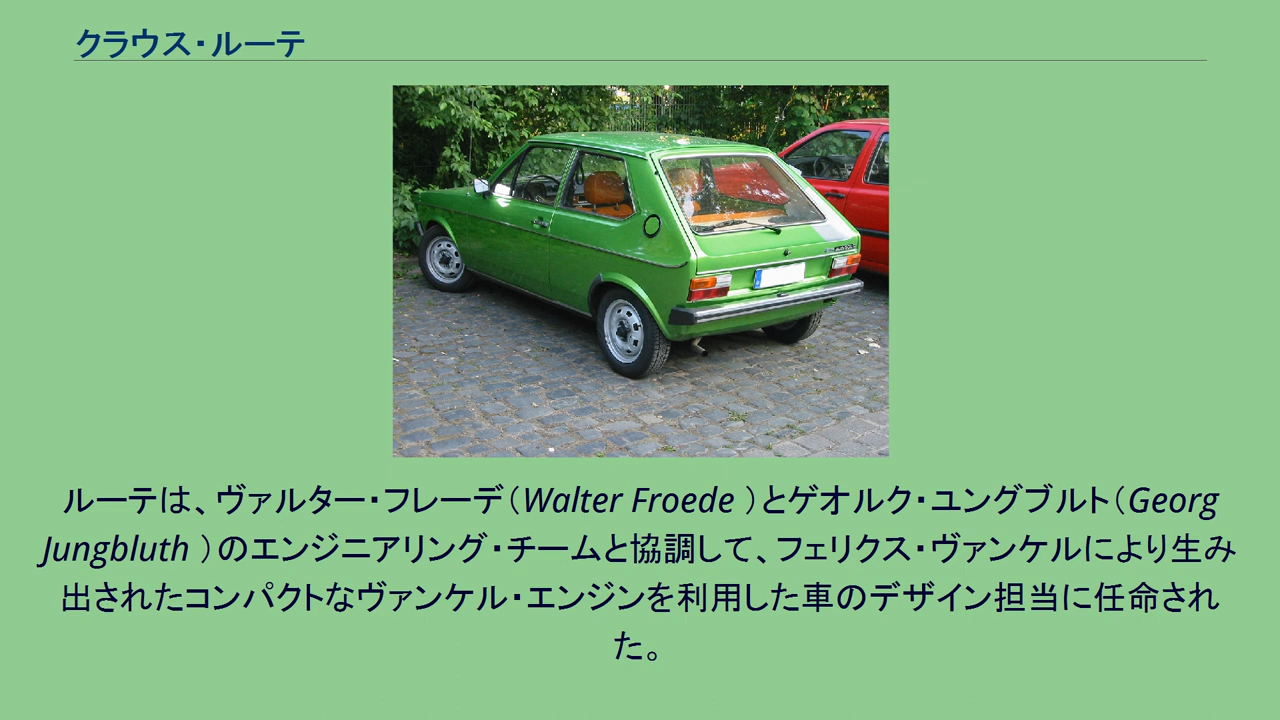 クラウス・ルーテ
ルーテは、ヴァルター・フレーデ（Walter Froede ）とゲオルク・ユングブルト（Georg
Jungbluth ）のエンジニアリング・チームと協調して、フェリクス・ヴァンケルにより生み
出されたコンパクトなヴァンケル・エンジンを利用した車のデザイン担当に任命され
た。